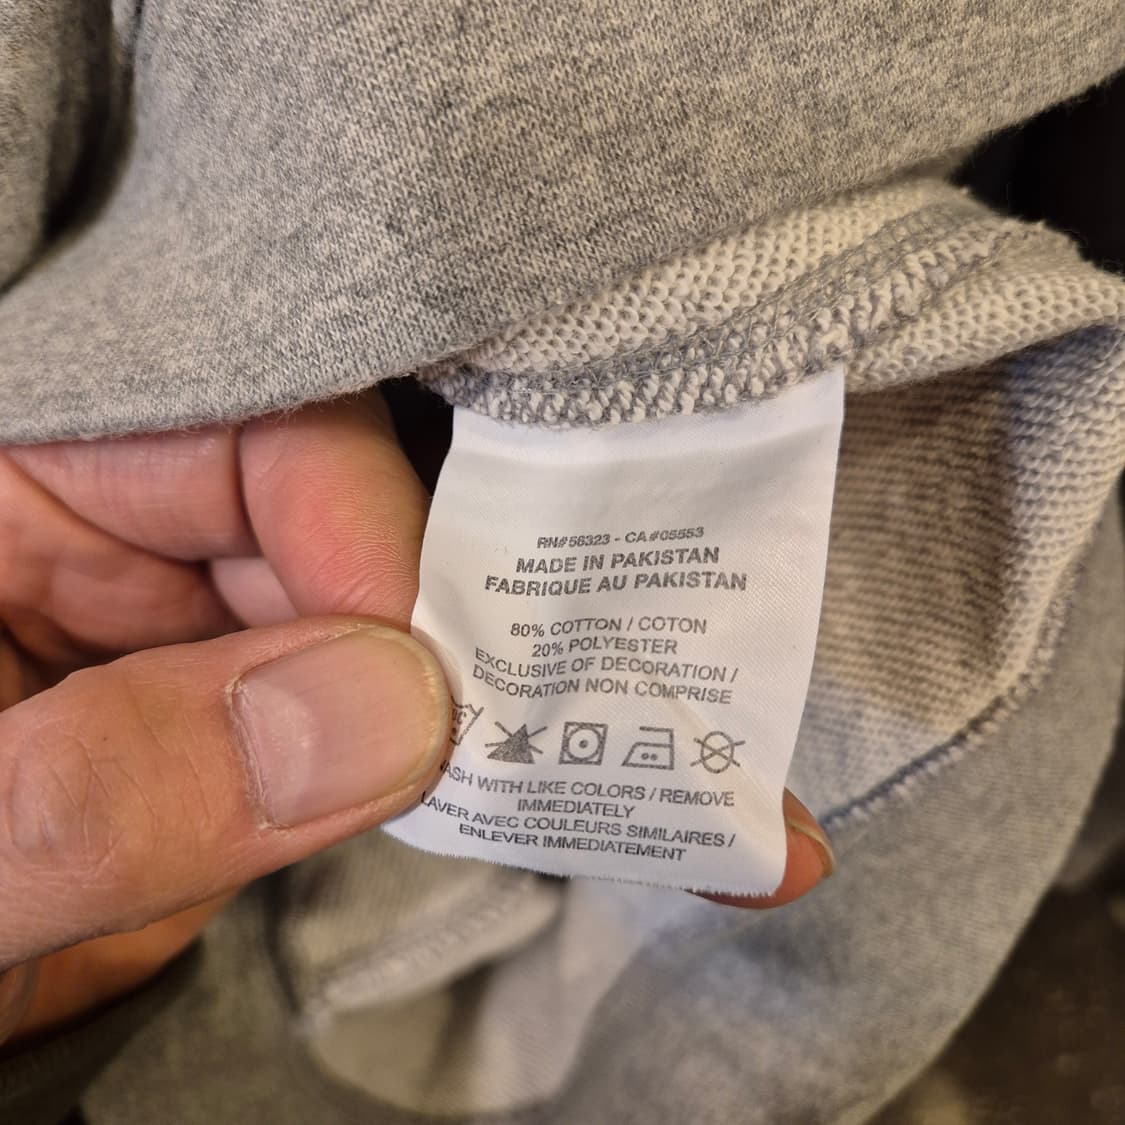 RN#56323 - CA#05553
MADE IN PAKISTAN
FABRIQUE AU PAKISTAN
80% COTTON / COTON
20% POLYESTER
EXCLUSIVE OF DECORATION /
DECORATION NON COMPRISE
WITH LIKE COLORS / REMOVE
IMMEDIATELY
LAVER AVEC COULEURS SIMILAIRES /
ENLEVER IMMEDIATEMENT